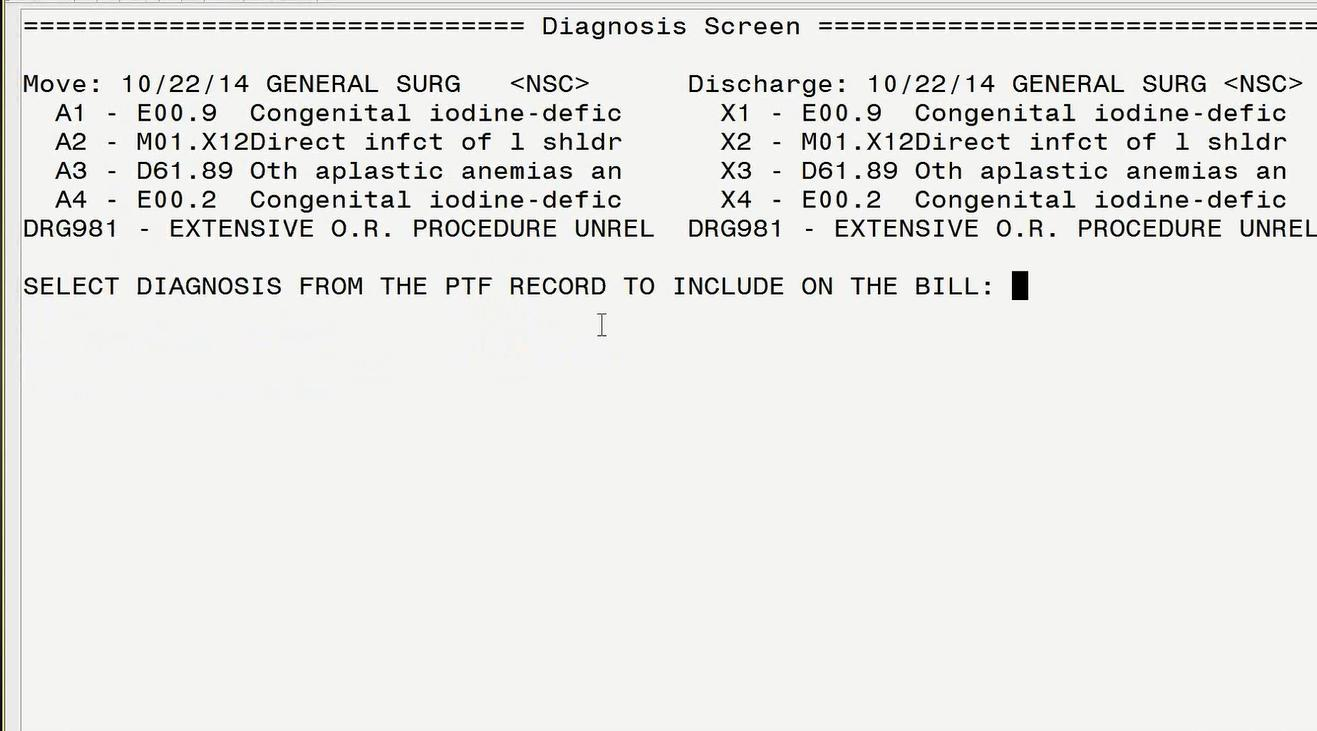 ============================== Diagnosis Screen ==============================
Move: 10/22/14 GENERAL SURG   <NSC>      Discharge: 10/22/14 GENERAL SURG <NSC>
  A1 - E00.9  Congenital iodine-defic      X1 - E00.9  Congenital iodine-defic
  A2 - M01.X12Direct infct of l shldr      X2 - M01.X12Direct infct of l shldr
  A3 - D61.89 Oth aplastic anemias an      X3 - D61.89 Oth aplastic anemias an
  A4 - E00.2  Congenital iodine-defic      X4 - E00.2  Congenital iodine-defic
DRG981 - EXTENSIVE O.R. PROCEDURE UNREL  DRG981 - EXTENSIVE O.R. PROCEDURE UNREL
SELECT DIAGNOSIS FROM THE PTF RECORD TO INCLUDE ON THE BILL: